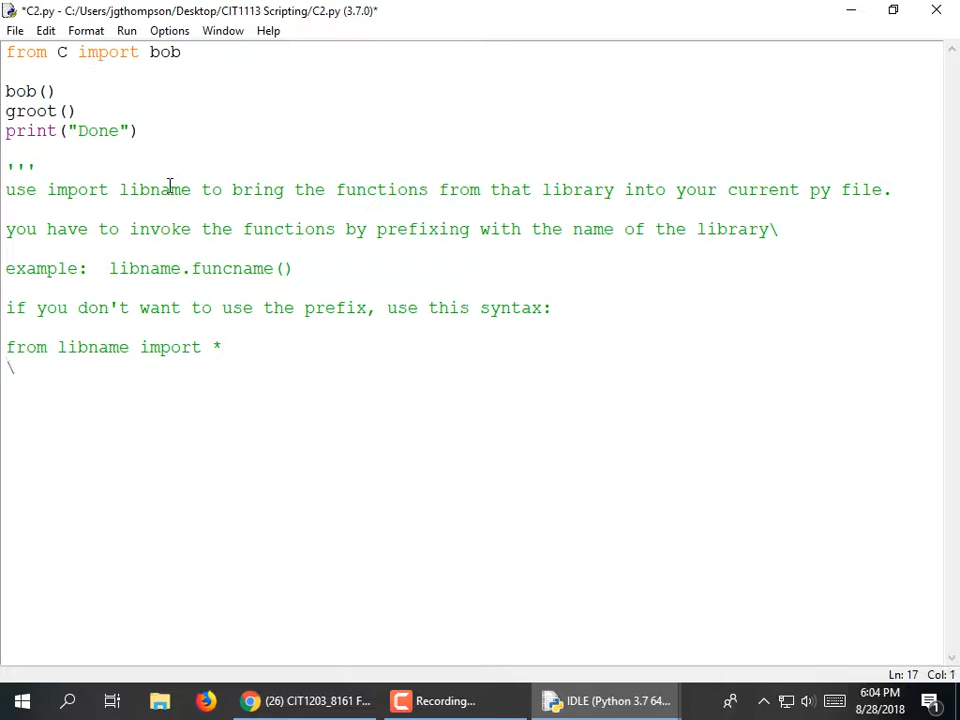 *C2.py - C:/Users/jgthompson/Desktop/CIT1113 Scripting/C2.py (3.7.0)*
File Edit Format Run Options Window Help
from C import bob
bob()
groot()
print("Done")
'''
use import libname to bring the functions from that library into your current py file.
you have to invoke the functions by prefixing with the name of the library\
example:  libname.funcname()
if you don't want to use the prefix, use this syntax:
from libname import *
\
Ln: 17 Col: 1
(26) CIT1203_8161 F... Recording... IDLE (Python 3.7 64... 6:04 PM
8/28/2018
1